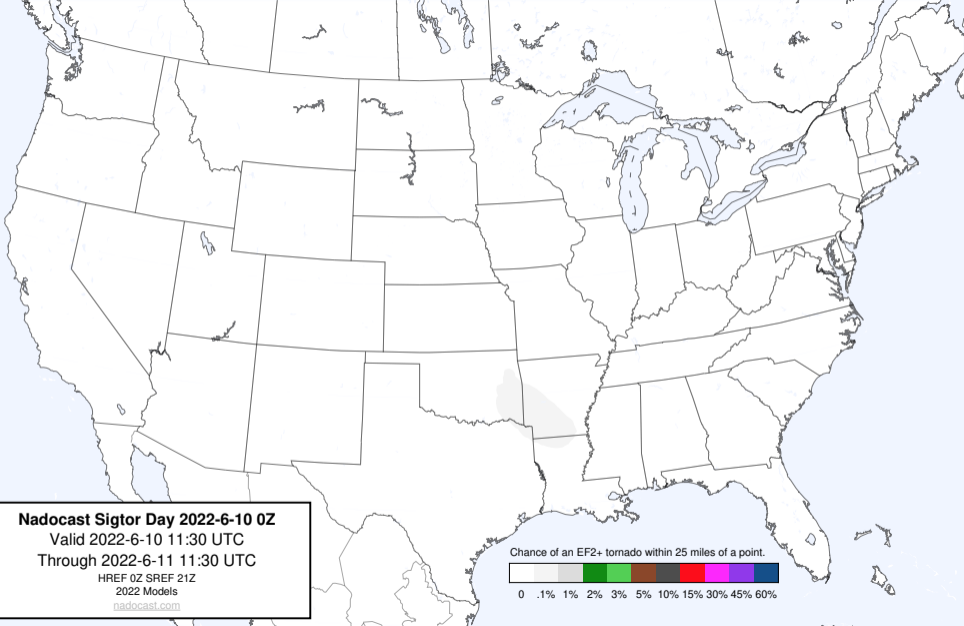 Nadocast Sigtor Day 2022-6-10 0Z
Valid 2022-6-10 11:30 UTC
Through 2022-6-11 11:30 UTC
HREF 0Z SREF 21Z
2022 Models
nadocast.com
Chance of an EF2+ tornado within 25 miles of a point.
0 .1% 1% 2% 3% 5% 10% 15% 30% 45% 60%